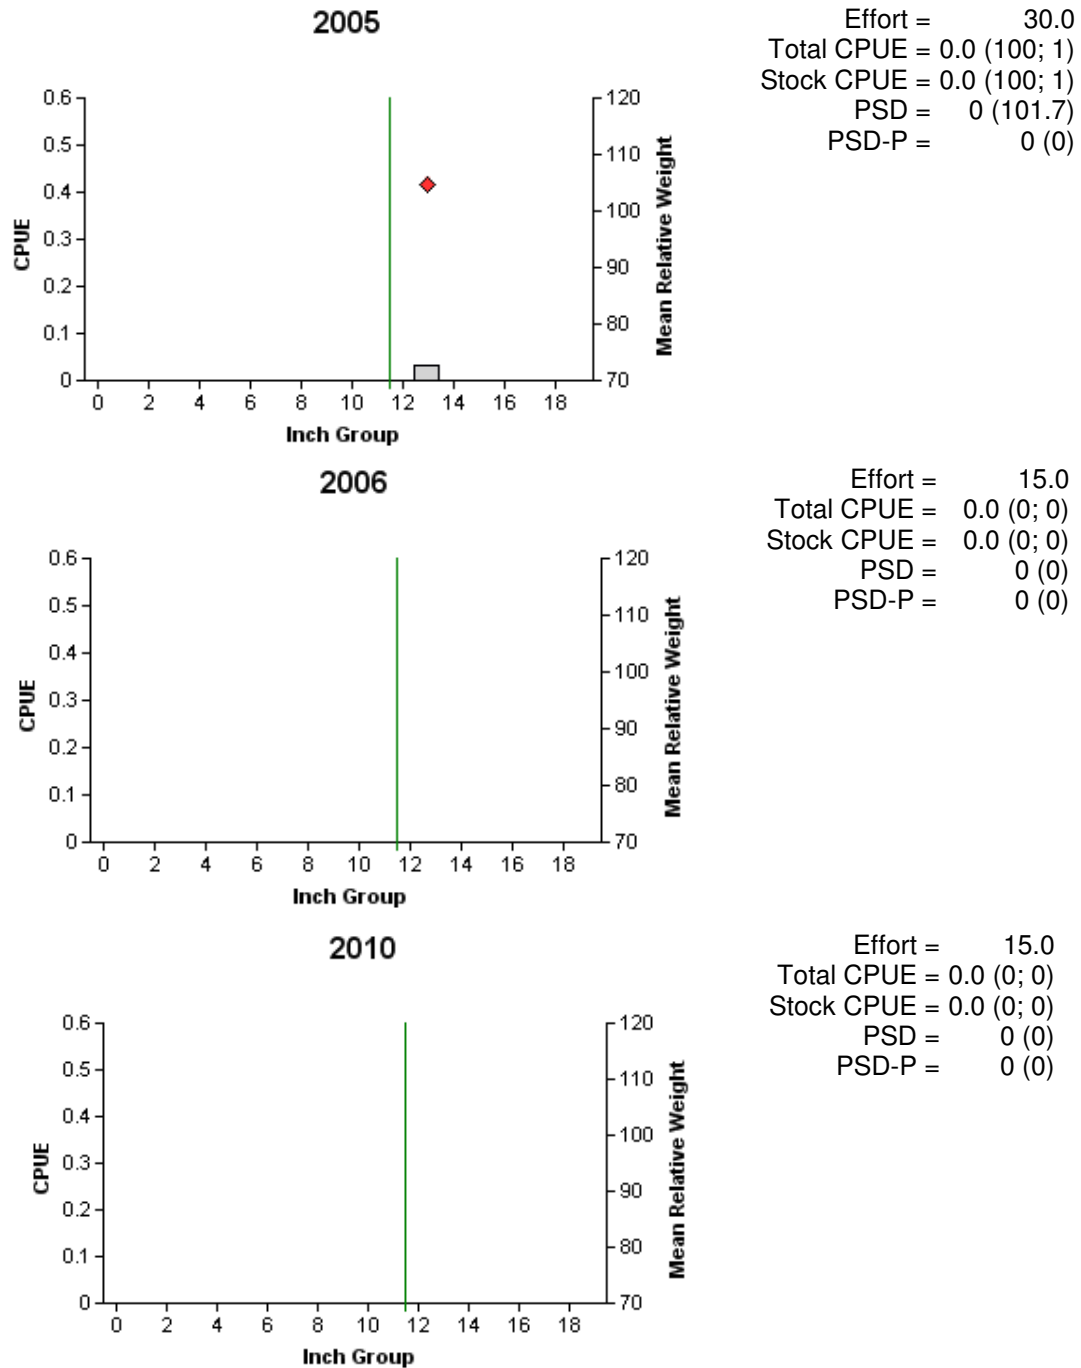 2005
Effort = 30.0
Total CPUE = 0.0 (100; 1)
Stock CPUE = 0.0 (100; 1)
PSD = 0 (101.7)
PSD-P = 0 (0)
0.6
0.5
0.4
0.3
0.2
0.1
0
CPUE
120
110
100
90
80
70
Mean Relative Weight
0 2 4 6 8 10 12 14 16 18
Inch Group
2006
Effort = 15.0
Total CPUE = 0.0 (0; 0)
Stock CPUE = 0.0 (0; 0)
PSD = 0 (0)
PSD-P = 0 (0)
0.6
0.5
0.4
0.3
0.2
0.1
0
CPUE
120
110
100
90
80
70
Mean Relative Weight
0 2 4 6 8 10 12 14 16 18
Inch Group
2010
Effort = 15.0
Total CPUE = 0.0 (0; 0)
Stock CPUE = 0.0 (0; 0)
PSD = 0 (0)
PSD-P = 0 (0)
0.6
0.5
0.4
0.3
0.2
0.1
0
CPUE
120
110
100
90
80
70
Mean Relative Weight
0 2 4 6 8 10 12 14 16 18
Inch Group